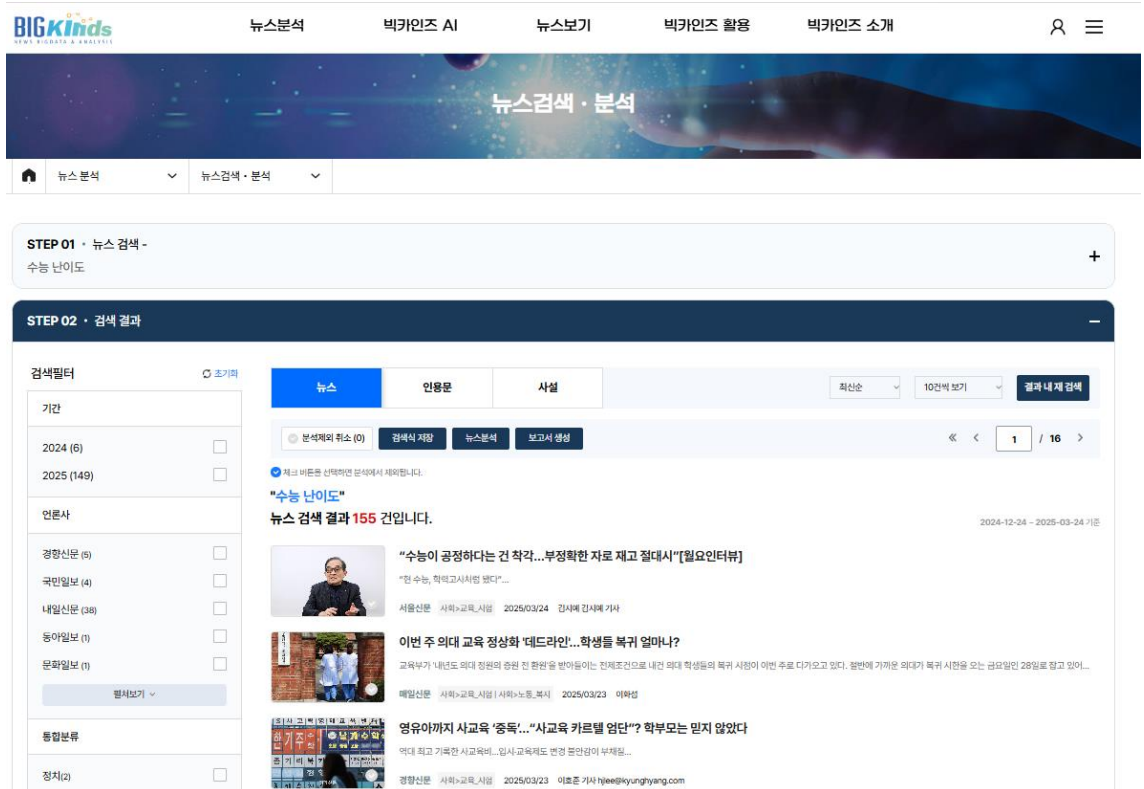 BIGKinds
NEWS BIGDATA & ANALYSIS
뉴스분석 빅카인즈 AI 뉴스보기 빅카인즈 활용 빅카인즈 소개
뉴스검색 · 분석
뉴스 분석 뉴스검색 · 분석
STEP 01 · 뉴스 검색 -
수능 난이도
STEP 02 · 검색 결과
검색필터 초기화
기간
2024 (6)
2025 (149)
언론사
경향신문 (5)
국민일보 (4)
내일신문 (38)
동아일보 (1)
문화일보 (1)
펼쳐보기
통합분류
정치(2)
뉴스 인용문 사설
최신순 10건씩 보기 결과 내 재 검색
분석제외 취소 (0) 검색식 저장 뉴스분석 보고서 생성
1 / 16
체크 버튼을 선택하면 분석에서 제외됩니다.
"수능 난이도"
뉴스 검색 결과 155 건입니다.
2024-12-24 ~ 2025-03-24 기준
“수능이 공정하다는 건 착각…부정확한 자로 재고 절대시”[월요인터뷰]
“현 수능, 학력고사처럼 됐다”...
서울신문 사회>교육_시험 2025/03/24 김시예 김시예 기자
이번 주 의대 교육 정상화 '데드라인'…학생들 복귀 얼마나?
교육부가 '내년도 의대 정원의 증원 전 환원'을 받아들이는 전제조건으로 내건 의대 학생들의 복귀 시점이 이번 주로 다가오고 있다. 절반에 가까운 의대가 복귀 시한을 오는 금요일인 28일로 잡고 있어...
매일신문 사회>교육_시험 | 사회>노동_복지 2025/03/23 이화섭
영유아까지 사교육 ‘중독’…“사교육 카르텔 엄단”? 학부모는 믿지 않았다
역대 최고 기록한 사교육비...입시·교육제도 변경 불안감이 부채질...
경향신문 사회>교육_시험 2025/03/23 이호준 기자 hjlee@kyunghyang.com